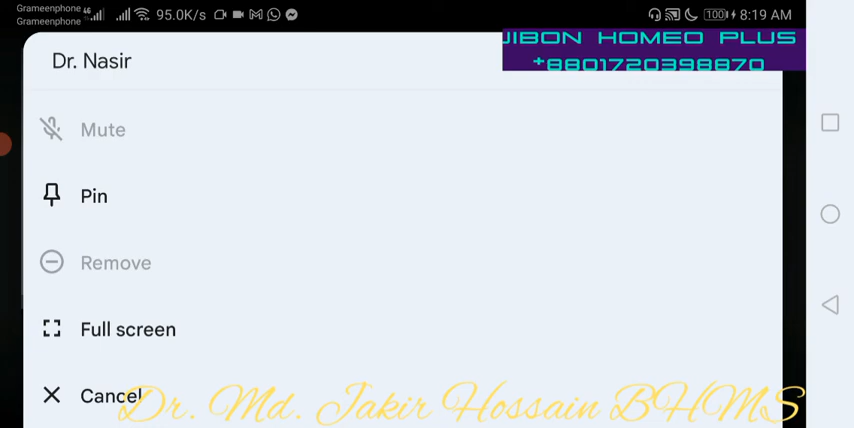 Grameenphone
Grameenphone 4G 95.0K/s 100 8:19 AM
JIBON HOMEO PLUS
+8801720398870
Dr. Nasir
Mute
Pin
Remove
Full screen
Cancel
Dr. Md. Jakir Hossain BHMS